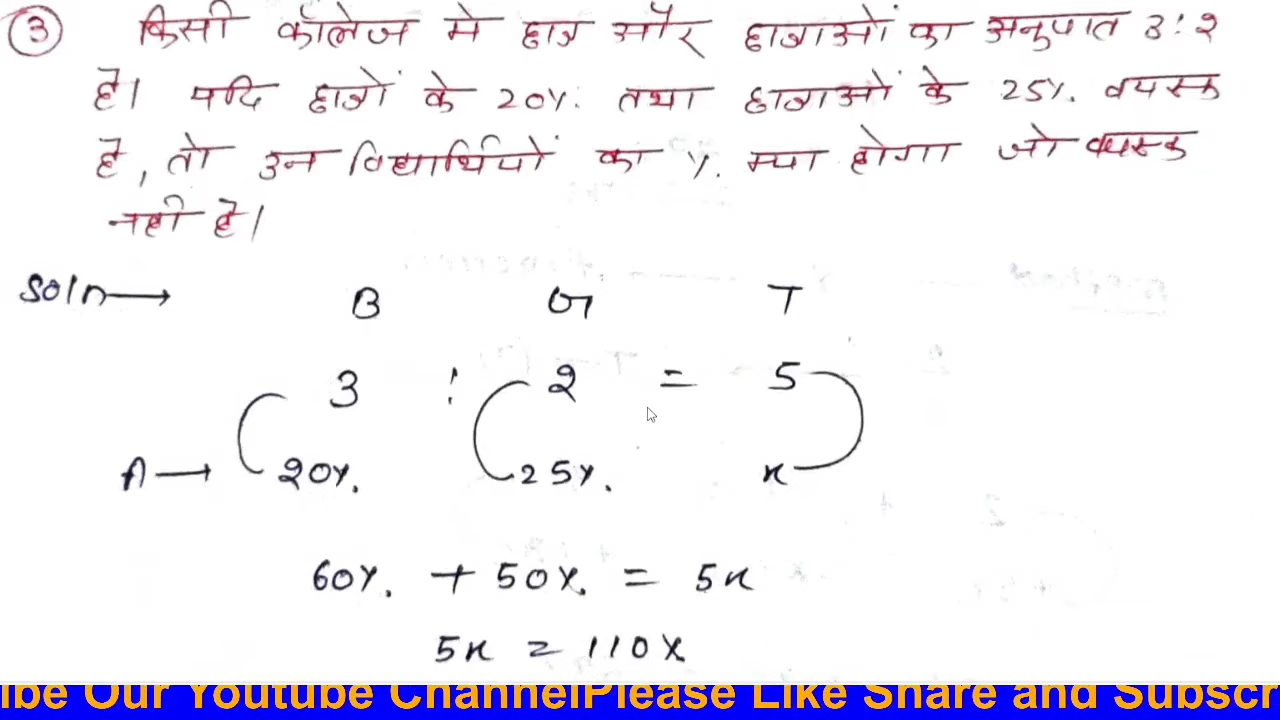 ③ किसी कॉलेज मे छात्र और छात्राओं का अनुपात 3:2
है। यदि छात्रों के 20%. तथा छात्राओं के 25%. वयस्क
है, तो उन विद्यार्थियों का %. क्या होगा जो वयस्क
नही है।
Soln→ B G T
3 : 2 = 5
A→ 20%. 25%. x
60%. + 50%. = 5x
5x = 110%
ibe Our Youtube ChannelPlease Like Share and Subscr